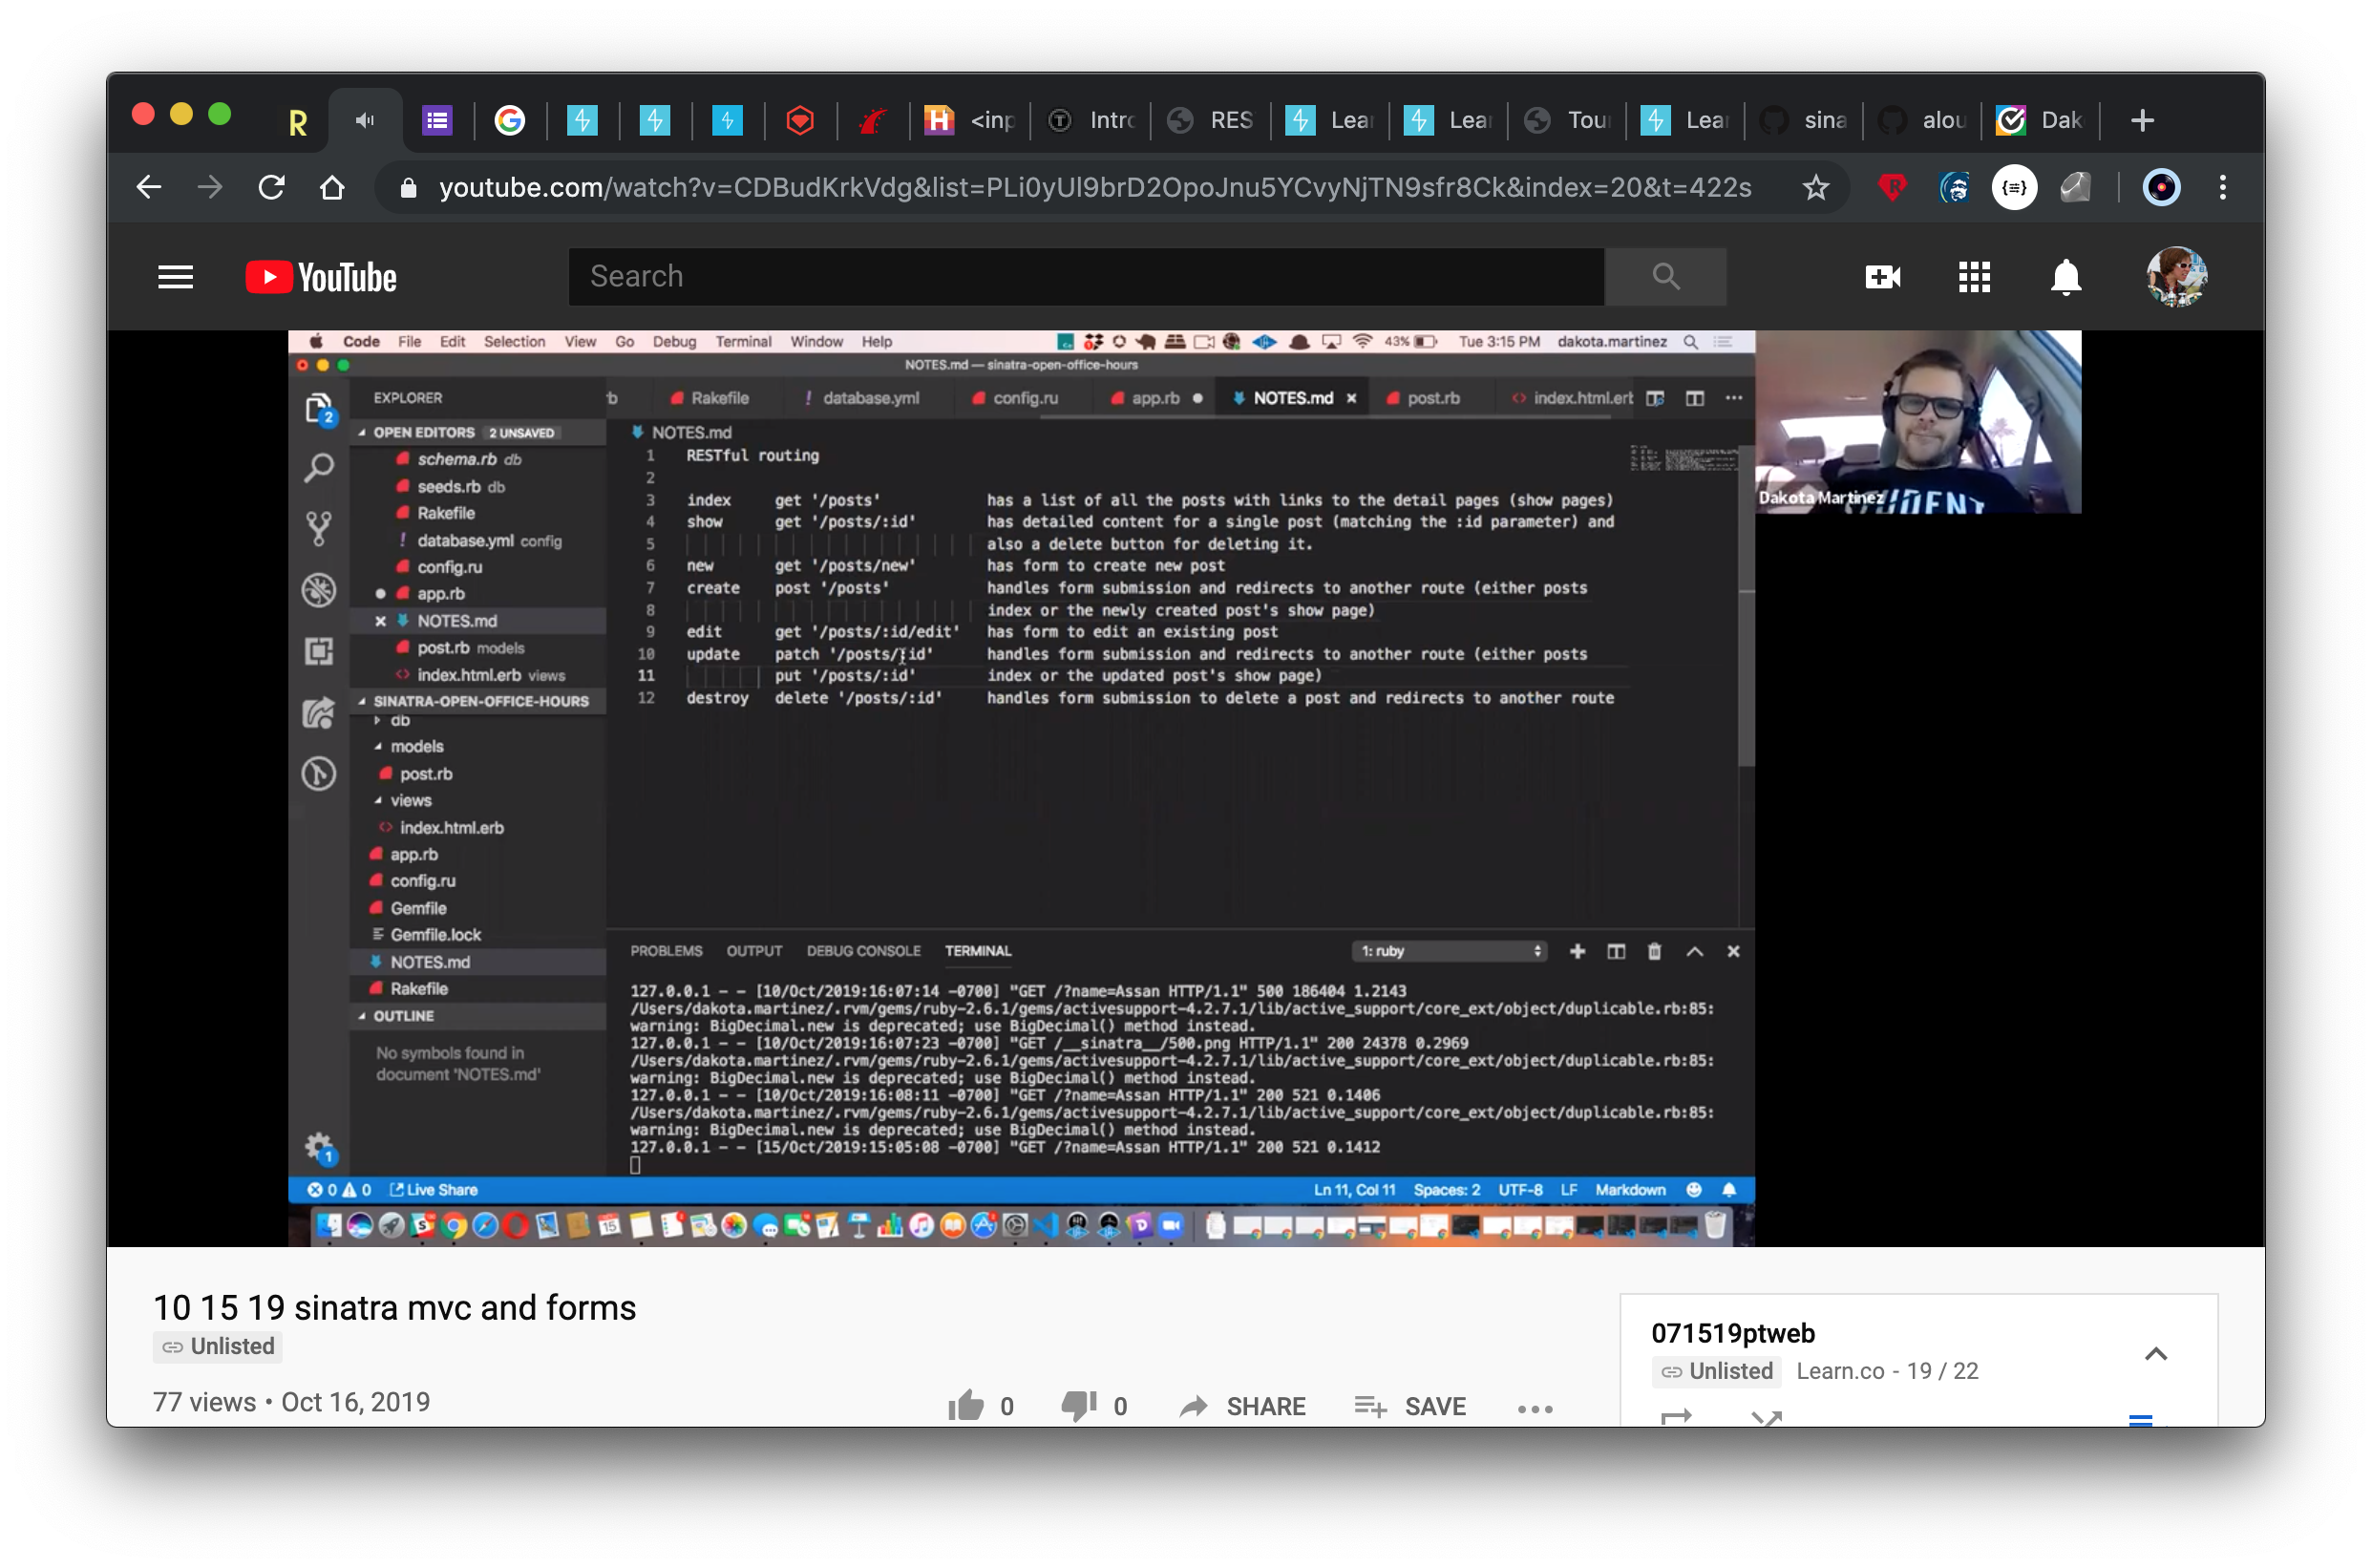 R
<inp
Intro
RES
Lear
Lear
Tour
Lear
sina
alou
Dak
youtube.com/watch?v=CDBudKrkVdg&list=PLi0yUl9brD2OpoJnu5YCvyNjTN9sfr8Ck&index=20&t=422s
YouTube
Search
Code File Edit Selection View Go Debug Terminal Window Help 43% Tue 3:15 PM dakota.martinez
NOTES.md — sinatra-open-office-hours
EXPLORER
rb Rakefile ! database.yml config.ru app.rb NOTES.md post.rb index.html.erb
OPEN EDITORS 2 UNSAVED
schema.rb db
seeds.rb db
Rakefile
! database.yml config
config.ru
app.rb
NOTES.md
post.rb models
index.html.erb views
SINATRA-OPEN-OFFICE-HOURS
db
models
post.rb
views
index.html.erb
app.rb
config.ru
Gemfile
Gemfile.lock
NOTES.md
Rakefile
OUTLINE
No symbols found in
document 'NOTES.md'
2
1
NOTES.md
1 RESful routing
2
3 index get '/posts' has a list of all the posts with links to the detail pages (show pages)
4 show get '/posts/:id' has detailed content for a single post (matching the :id parameter) and
5 also a delete button for deleting it.
6 new get '/posts/new' has form to create new post
7 create post '/posts' handles form submission and redirects to another route (either posts
8 index or the newly created post's show page)
9 edit get '/posts/:id/edit' has form to edit an existing post
10 update patch '/posts/:id' handles form submission and redirects to another route (either posts
11 put '/posts/:id' index or the updated post's show page)
12 destroy delete '/posts/:id' handles form submission to delete a post and redirects to another route
PROBLEMS OUTPUT DEBUG CONSOLE TERMINAL 1: ruby
127.0.0.1 - - [10/Oct/2019:16:07:14 -0700] "GET /?name=Assan HTTP/1.1" 500 186404 1.2143
/Users/dakota.martinez/.rvm/gems/ruby-2.6.1/gems/activesupport-4.2.7.1/lib/active_support/core_ext/object/duplicable.rb:85:
warning: BigDecimal.new is deprecated; use BigDecimal() method instead.
127.0.0.1 - - [10/Oct/2019:16:07:23 -0700] "GET /__sinatra__/500.png HTTP/1.1" 200 24378 0.2969
/Users/dakota.martinez/.rvm/gems/ruby-2.6.1/gems/activesupport-4.2.7.1/lib/active_support/core_ext/object/duplicable.rb:85:
warning: BigDecimal.new is deprecated; use BigDecimal() method instead.
127.0.0.1 - - [10/Oct/2019:16:08:11 -0700] "GET /?name=Assan HTTP/1.1" 200 521 0.1406
/Users/dakota.martinez/.rvm/gems/ruby-2.6.1/gems/activesupport-4.2.7.1/lib/active_support/core_ext/object/duplicable.rb:85:
warning: BigDecimal.new is deprecated; use BigDecimal() method instead.
127.0.0.1 - - [15/Oct/2019:15:05:08 -0700] "GET /?name=Assan HTTP/1.1" 200 521 0.1412
0 0 Live Share Ln 11, Col 11 Spaces: 2 UTF-8 LF Markdown
Dakota Martinez
10 15 19 sinatra mvc and forms
Unlisted
77 views • Oct 16, 2019
0 0 SHARE SAVE
071519ptweb
Unlisted Learn.co - 19 / 22